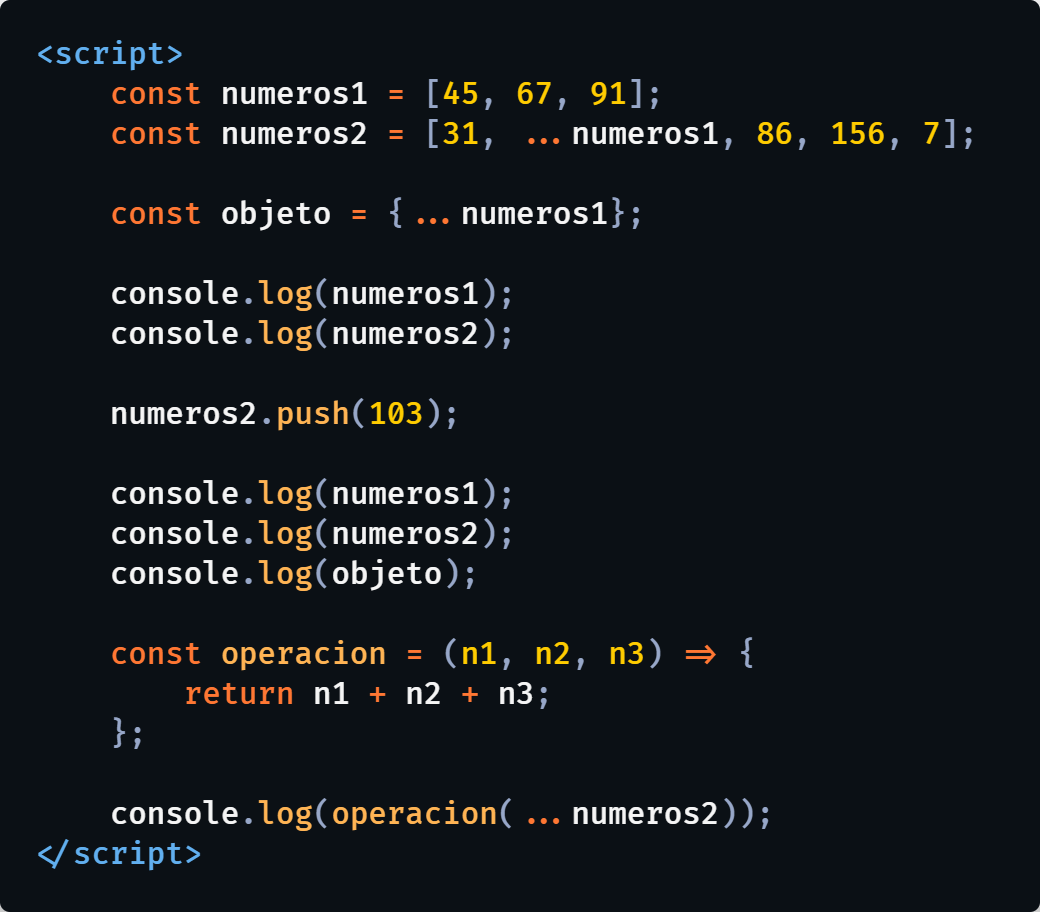 <script>
    const numeros1 = [45, 67, 91];
    const numeros2 = [31, ...numeros1, 86, 156, 7];

    const objeto = {...numeros1};

    console.log(numeros1);
    console.log(numeros2);

    numeros2.push(103);

    console.log(numeros1);
    console.log(numeros2);
    console.log(objeto);

    const operacion = (n1, n2, n3) => {
        return n1 + n2 + n3;
    };

    console.log(operacion(...numeros2));
</script>